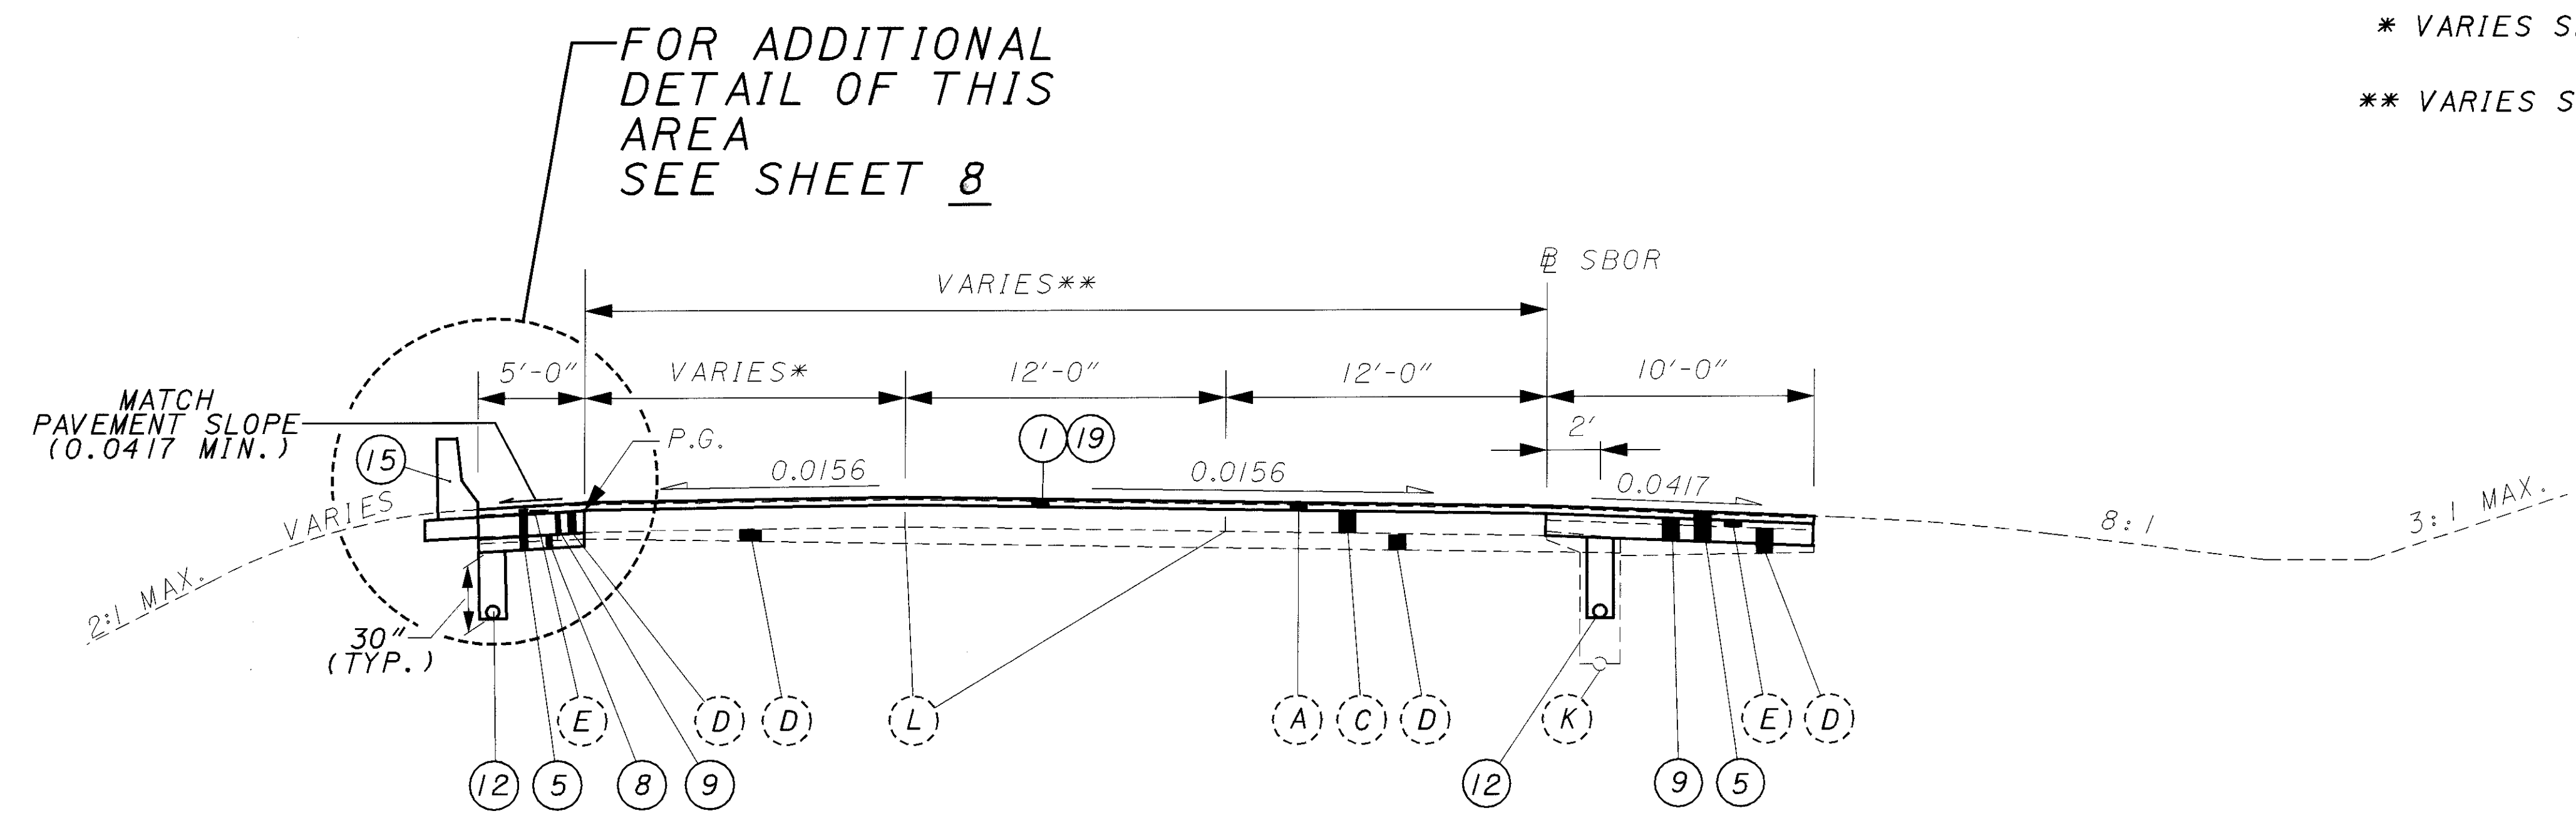 FOR ADDITIONAL
DETAIL OF THIS
AREA
SEE SHEET 8
* VARIES
** VARIES
℄ SBOR
VARIES**
5'-0" VARIES* 12'-0" 12'-0" 10'-0"
2'
MATCH
PAVEMENT SLOPE
(0.0417 MIN.)
15
P.G.
1 19
0.0156 0.0156 0.0417
VARIES
2:1 MAX.
8:1
3:1 MAX.
30"
(TYP.)
E D D L A C D K E D
12 5 8 9 12 9 5